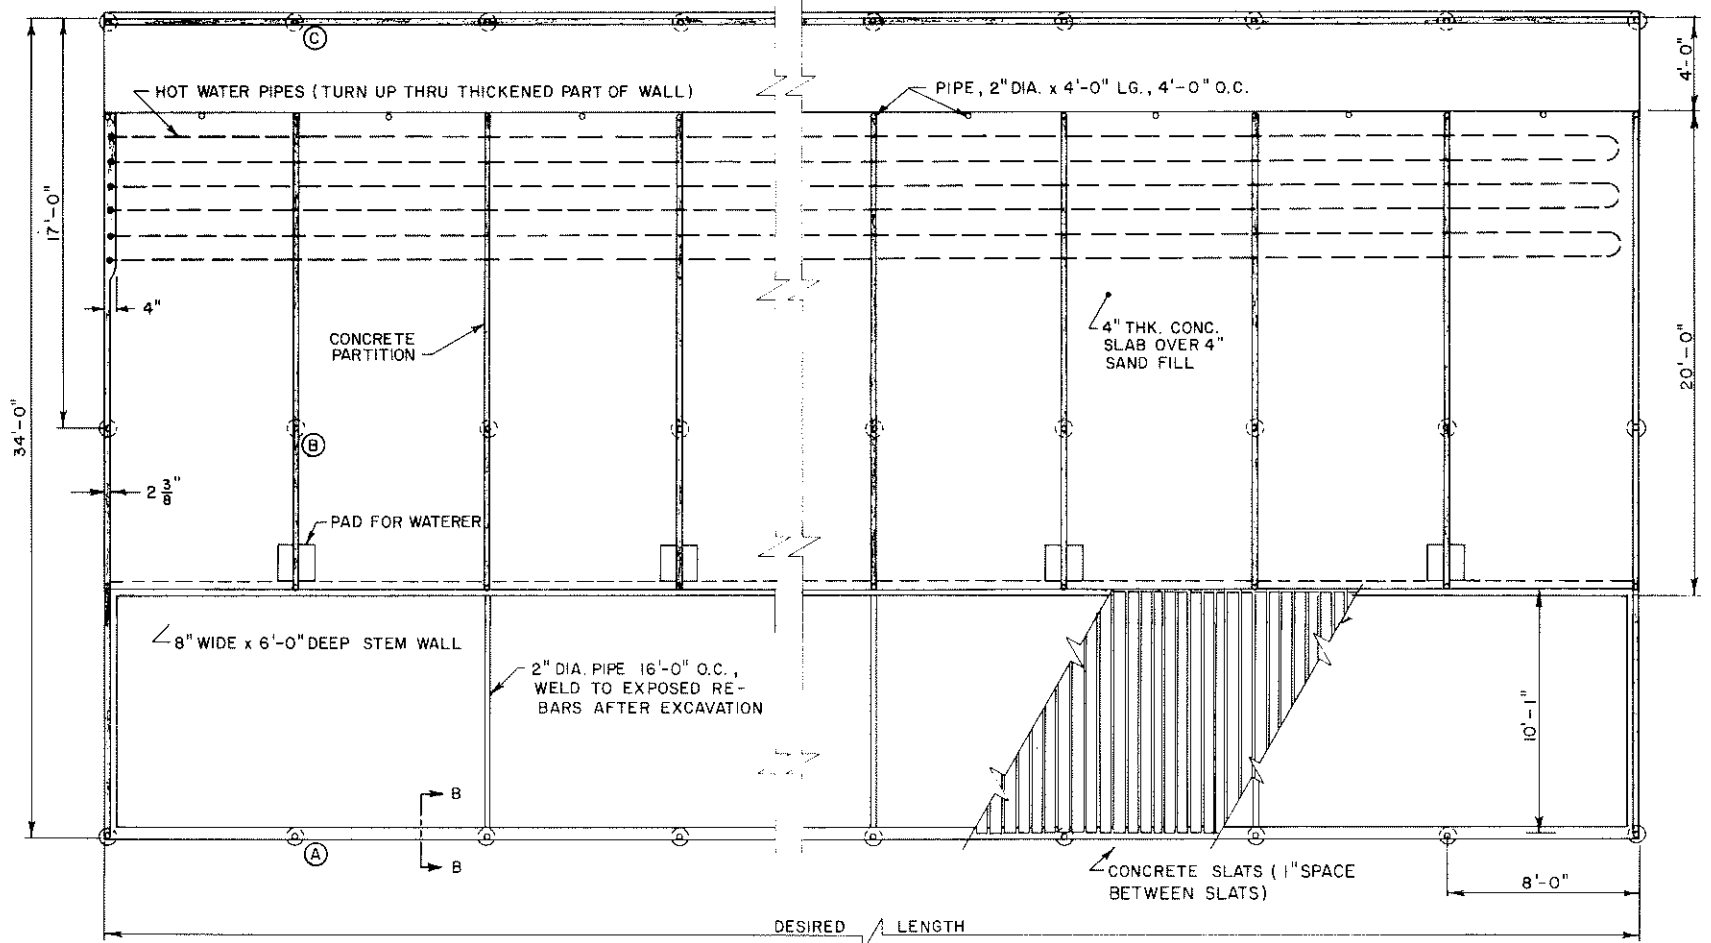 C
4'-0"
HOT WATER PIPES (TURN UP THRU THICKENED PART OF WALL)
PIPE, 2" DIA. x 4'-0" LG., 4'-0" O.C.
17'-0"
4"
CONCRETE
PARTITION
4" THK. CONC.
SLAB OVER 4"
SAND FILL
20'-0"
34'-0"
B
2 3/8"
PAD FOR WATERER
8" WIDE x 6'-0" DEEP STEM WALL
2" DIA. PIPE 16'-0" O.C.,
WELD TO EXPOSED RE-
BARS AFTER EXCAVATION
10'-1"
B
A
B
CONCRETE SLATS (1" SPACE
BETWEEN SLATS)
8'-0"
DESIRED LENGTH